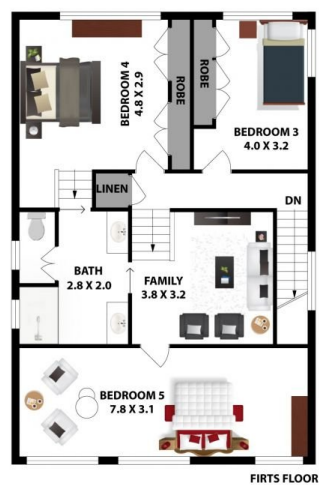 BEDROOM 4
4.8 X 2.9
ROBE
ROBE
BEDROOM 3
4.0 X 3.2
LINEN
DN
BATH
2.8 X 2.0
FAMILY
3.8 X 3.2
BEDROOM 5
7.8 X 3.1
FIRTS FLOOR